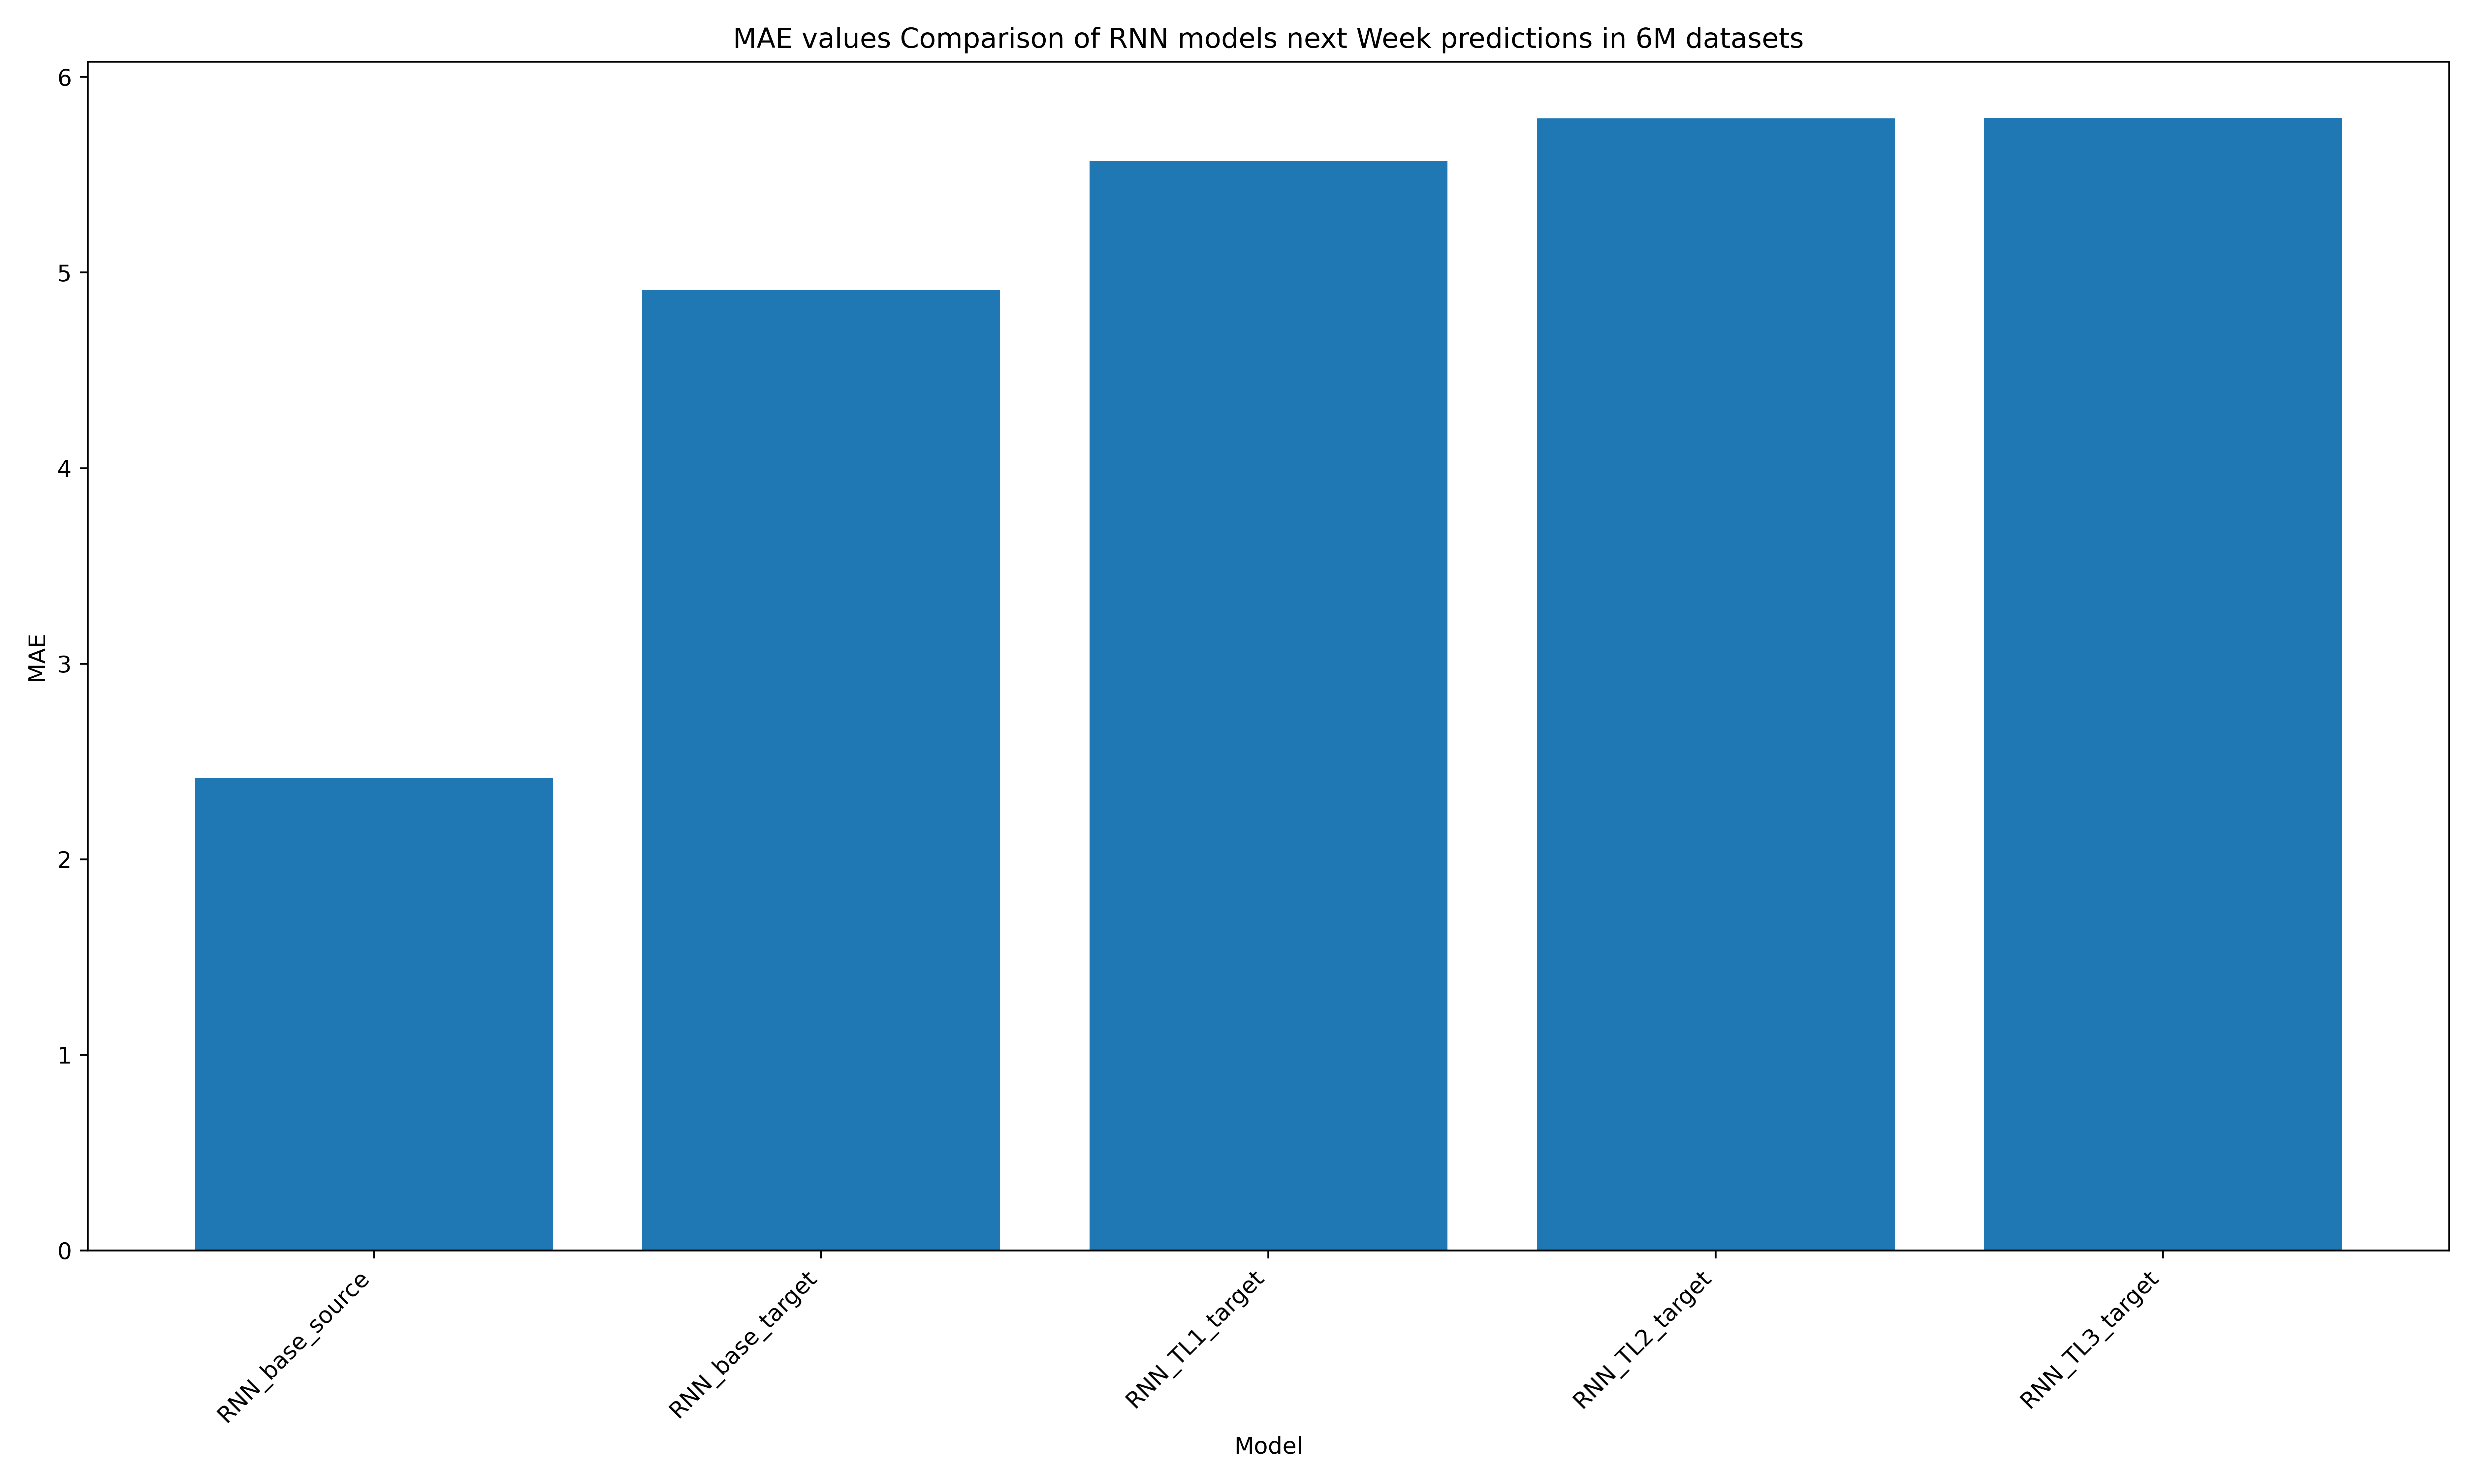 MAE values Comparison of RNN models next Week predictions in 6M datasets
6
5
4
3
2
1
0
MAE
RNN_base_source
RNN_base_target
RNN_TL1_target
RNN_TL2_target
RNN_TL3_target
Model